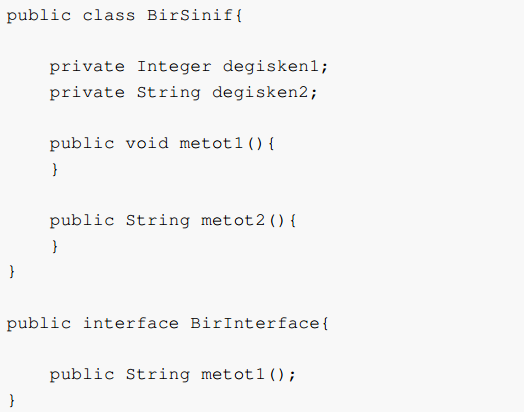 public class BirSinif{
    private Integer degisken1;
    private String degisken2;
    public void metot1(){
    }
    public String metot2(){
    }
}
public interface BirInterface{
    public String metot1();
}